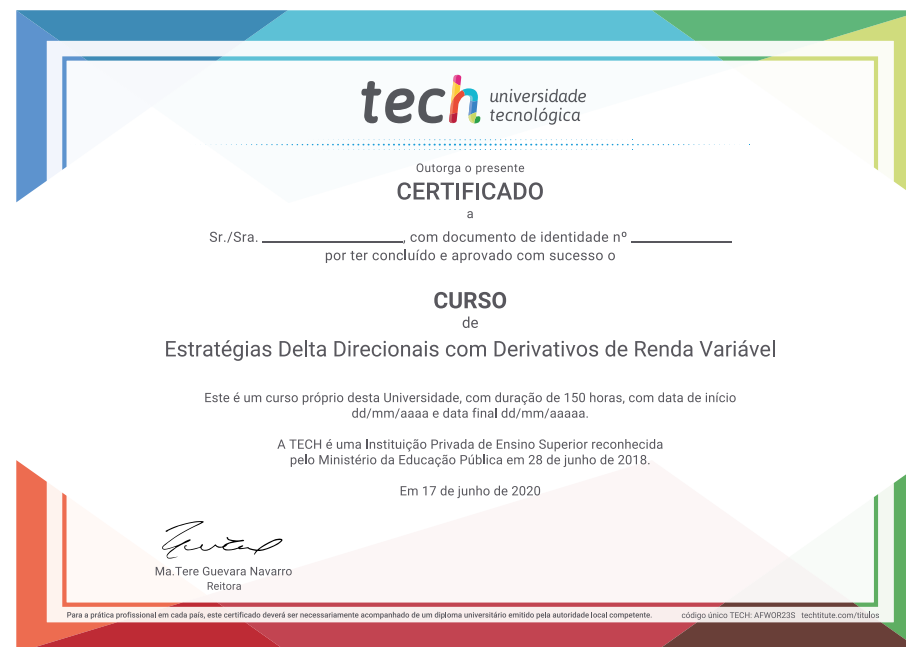 tech universidade
tecnológica
Outorga o presente
CERTIFICADO
a
Sr./Sra. ____________, com documento de identidade nº ____________
por ter concluído e aprovado com sucesso o
CURSO
de
Estratégias Delta Direcionais com Derivativos de Renda Variável
Este é um curso próprio desta Universidade, com duração de 150 horas, com data de início
dd/mm/aaaa e data final dd/mm/aaaaa.
A TECH é uma Instituição Privada de Ensino Superior reconhecida
pelo Ministério da Educação Pública em 28 de junho de 2018.
Em 17 de junho de 2020
Ma.Tere Guevara Navarro
Reitora
Para a prática profissional em cada país, este certificado deverá ser necessariamente acompanhado de um diploma universitário emitido pela autoridade local competente. código único TECH: AFWOR23S techtitute.com/titulos